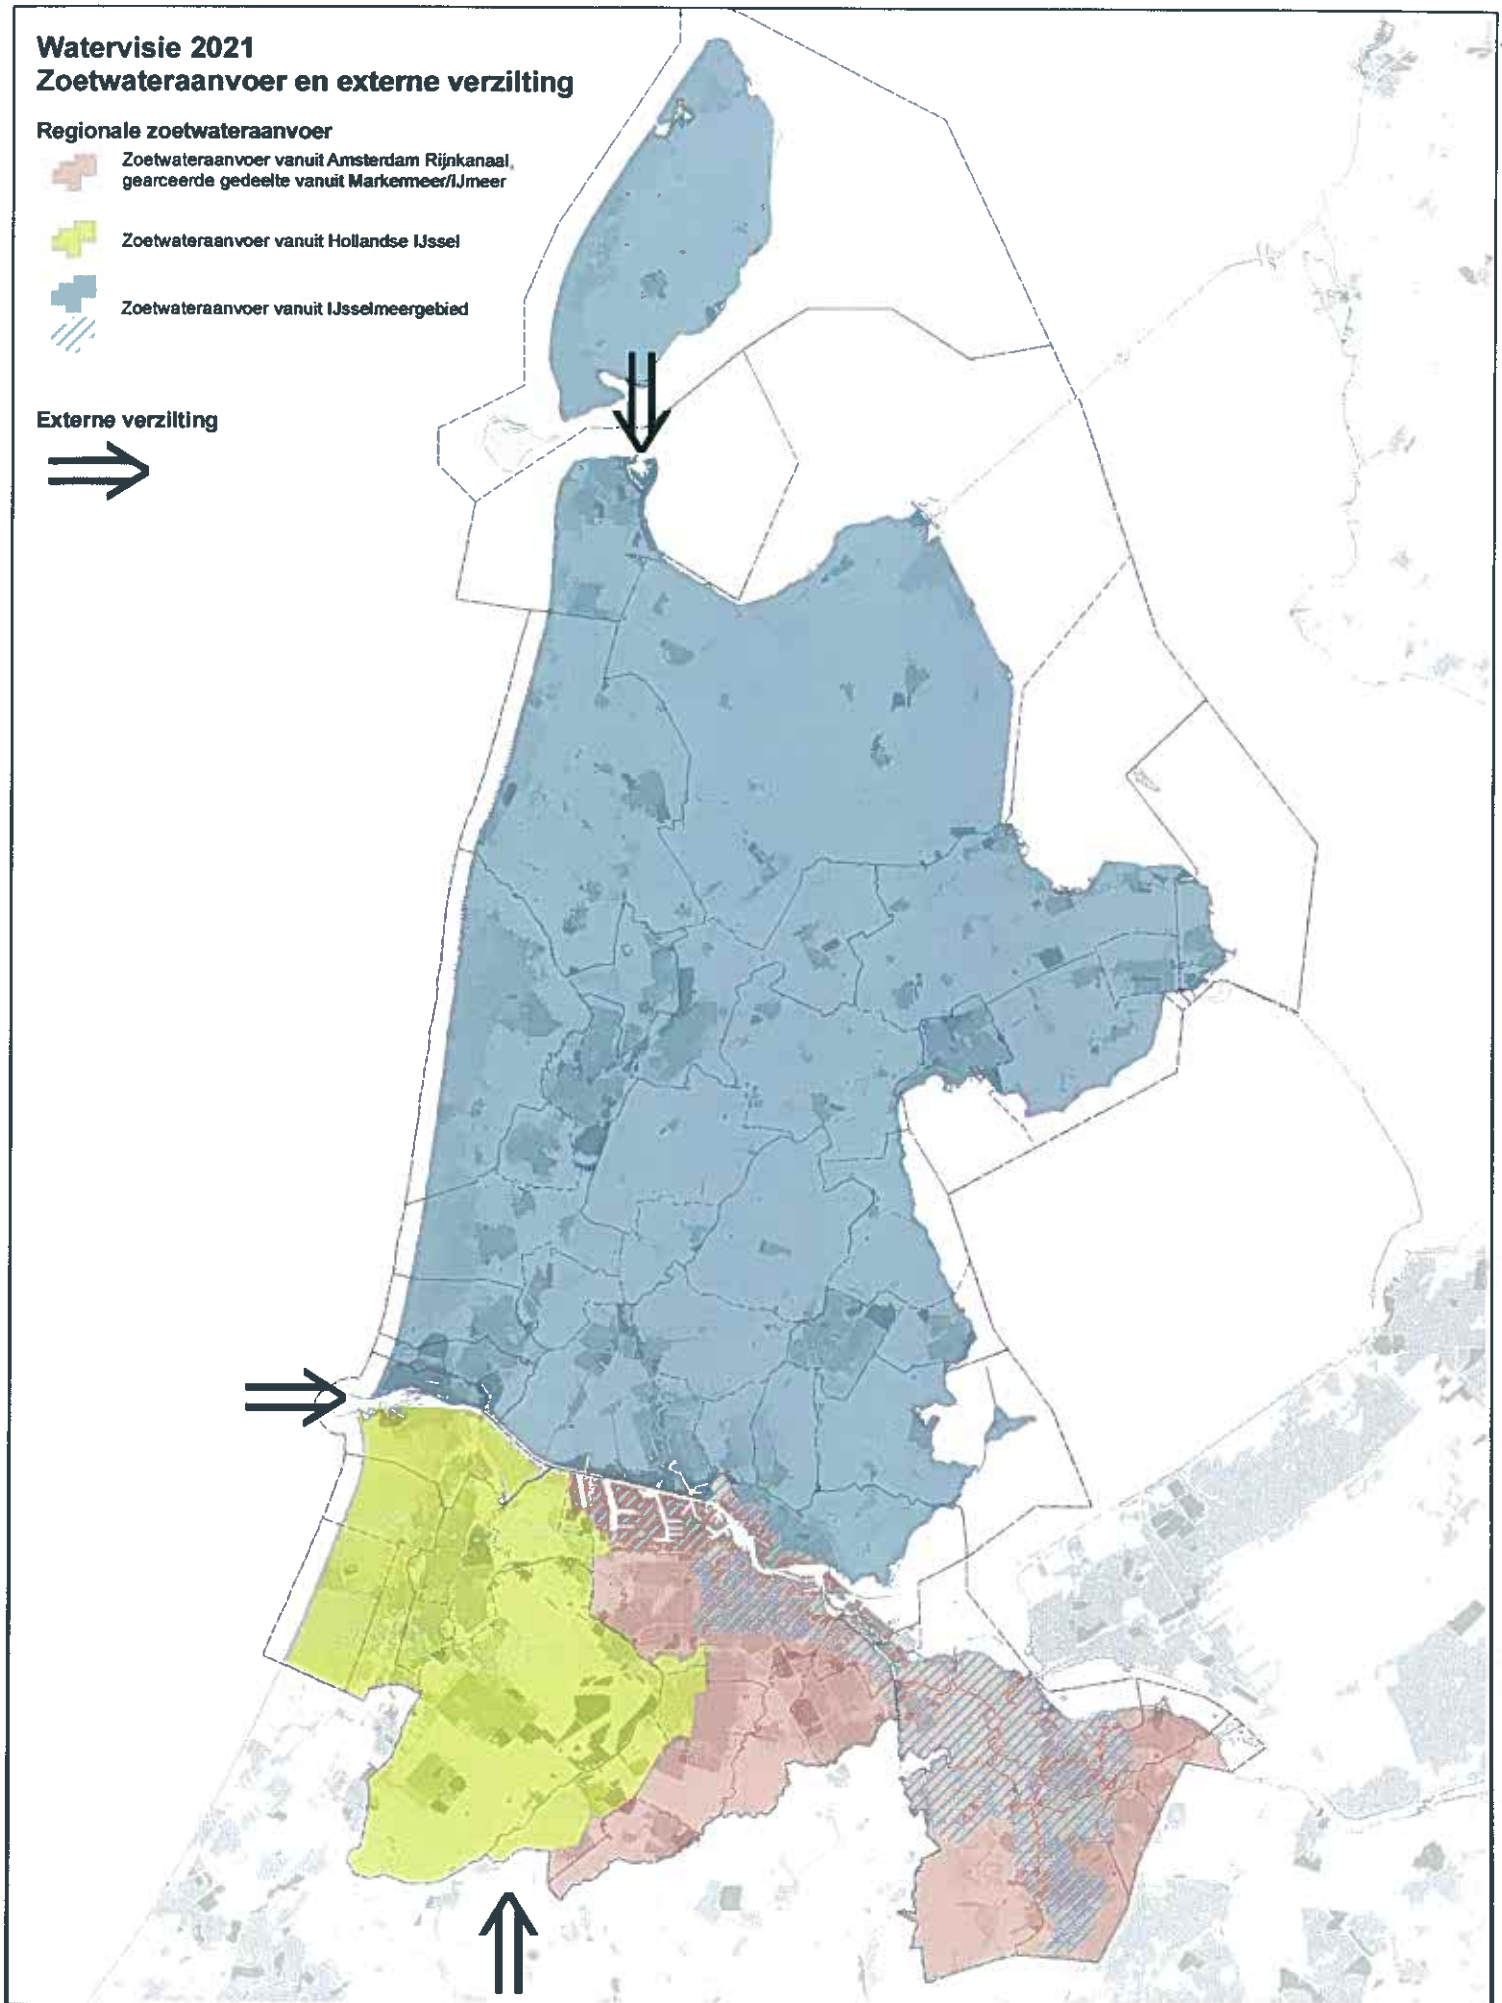 Watervisie 2021
Zoetwateraanvoer en externe verzilting
Regionale zoetwateraanvoer
Zoetwateraanvoer vanuit Amsterdam Rijnkanaal,
gearceerde gedeelte vanuit Markermeer/IJmeer
Zoetwateraanvoer vanuit Hollandse IJssel
Zoetwateraanvoer vanuit IJsselmeergebied
Externe verzilting